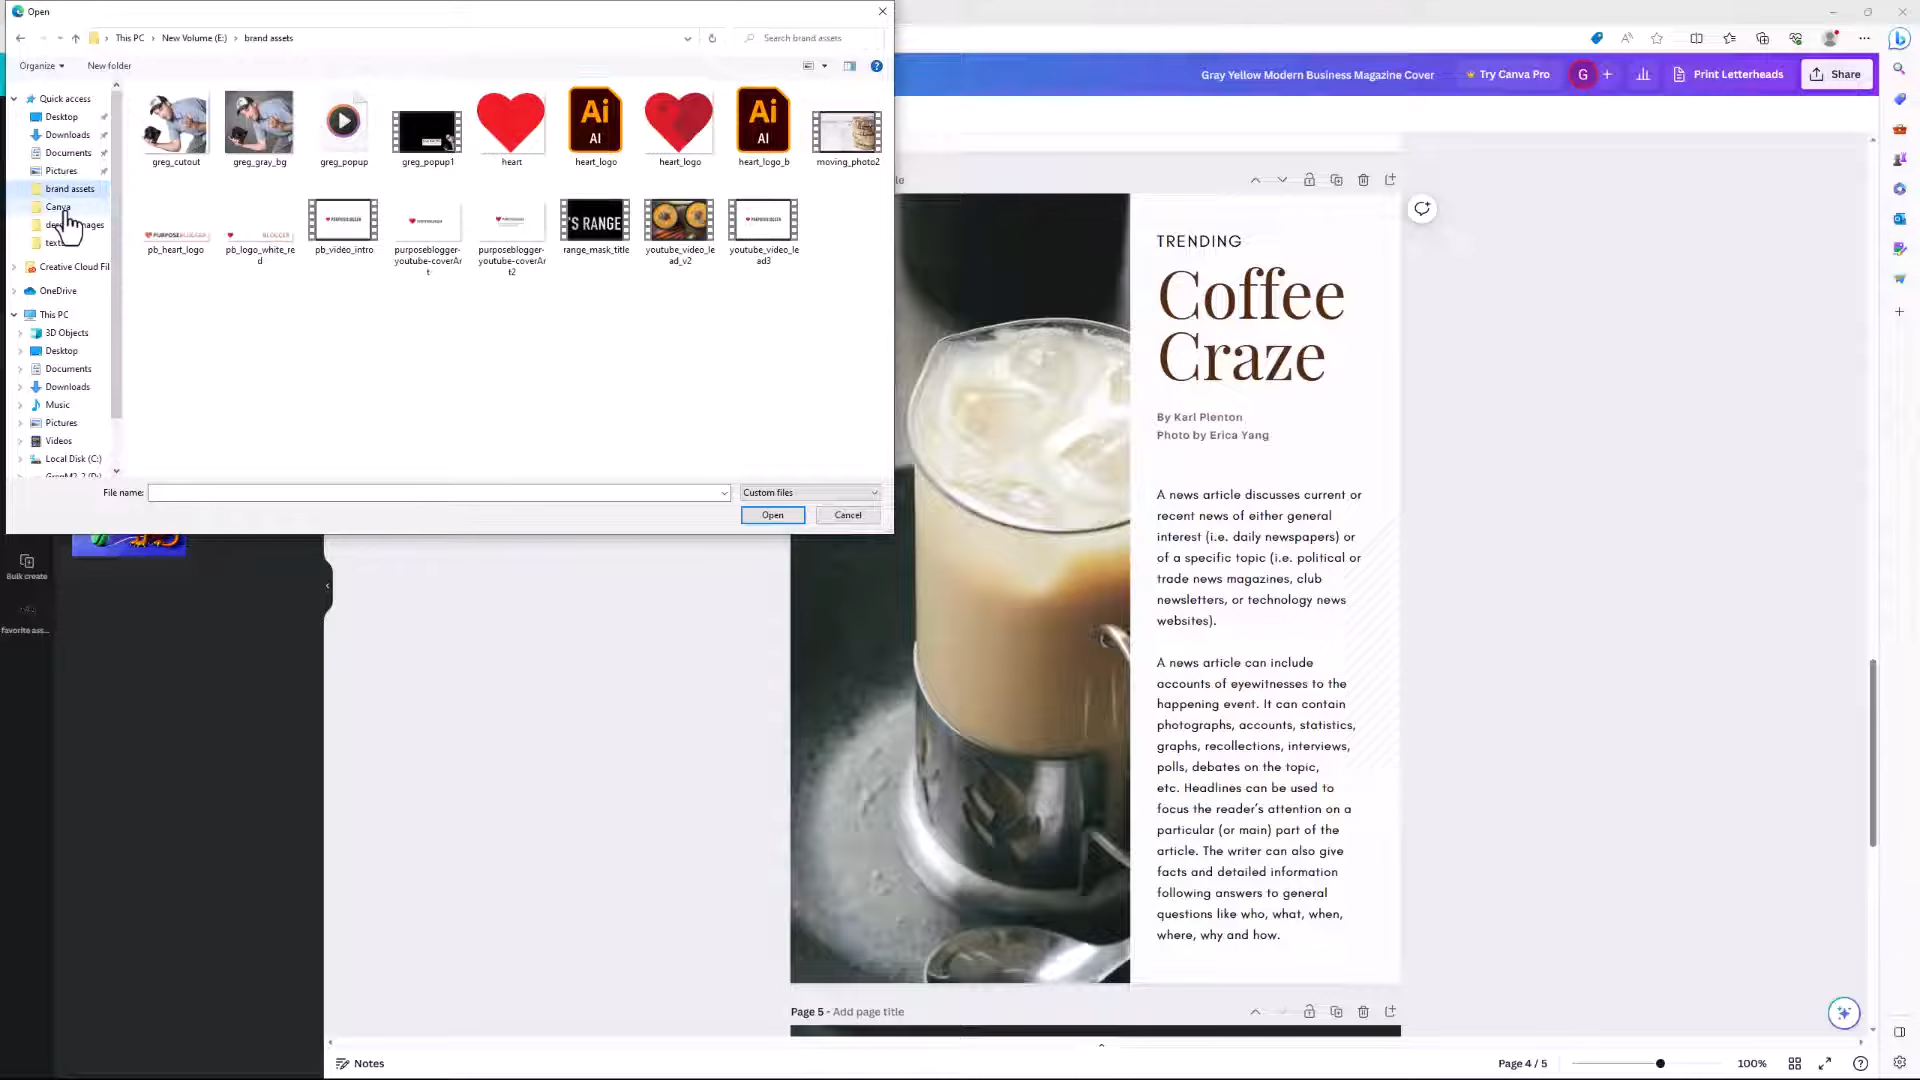 Open
This PC > New Volume (E:) > brand assets
Search brand assets
Organize
New folder
Quick access
Desktop
Downloads
Documents
Pictures
brand assets
Canva
Creative Cloud Fil
OneDrive
This PC
3D Objects
Desktop
Documents
Downloads
Music
Pictures
Videos
Local Disk (C:)
greg_cutout
greg_gray_bg
greg_popup
greg_popup1
heart
Ai
AI
heart_logo
heart_logo
Ai
AI
heart_logo_b
moving_photo2
PURPOSEBLOGGER
pb_heart_logo
BLOGGER
pb_logo_white_re
d
pb_video_intro
purposeblogger-
youtube-coverAr
t
purposeblogger-
youtube-coverAr
t2
'S RANGE
range_mask_title
youtube_video_le
ad_v2
youtube_video_le
ad3
File name:
Custom files
Open
Cancel
Gray Yellow Modern Business Magazine Cover
Try Canva Pro
G
Print Letterheads
Share
Bulk create
favorite ass...
TRENDING
Coffee
Craze
By Karl Plenton
Photo by Erica Yang
A news article discusses current or
recent news of either general
interest (i.e. daily newspapers) or
of a specific topic (i.e. political or
trade news magazines, club
newsletters, or technology news
websites).
A news article can include
accounts of eyewitnesses to the
happening event. It can contain
photographs, accounts, statistics,
graphs, recollections, interviews,
polls, debates on the topic,
etc. Headlines can be used to
focus the reader's attention on a
particular (or main) part of the
article. The writer can also give
facts and detailed information
following answers to general
questions like who, what, when,
where, why and how.
Page 5 - Add page title
Notes
Page 4 / 5
100%